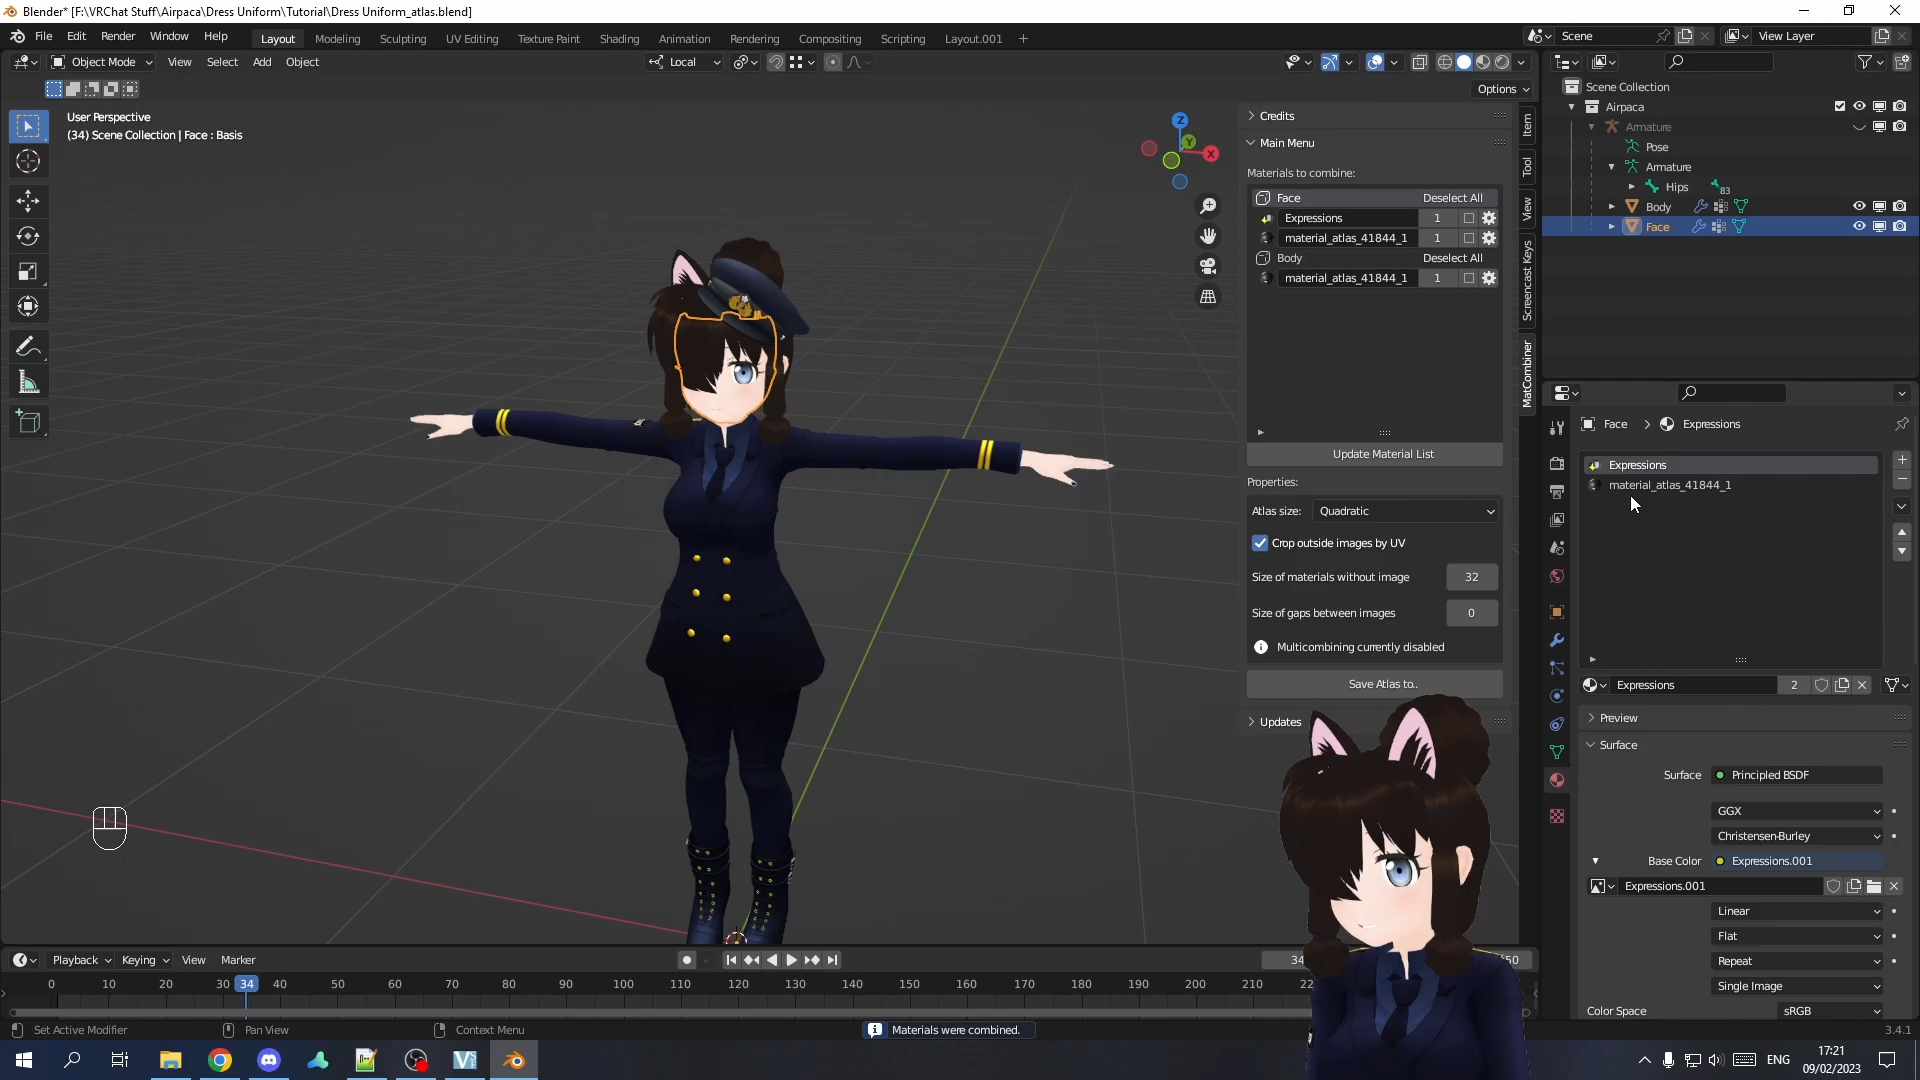 Blender* [F:\VRChat Stuff\Airpaca\Dress Uniform\Tutorial\Dress Uniform_atlas.blend]
File Edit Render Window Help
Layout Modeling Sculpting UV Editing Texture Paint Shading Animation Rendering Compositing Scripting Layout.001 +
Scene
View Layer
Object Mode View Select Add Object
Local
Options
User Perspective
(34) Scene Collection | Face : Basis
Z
Y
X
Credits
Main Menu
Materials to combine:
Face Deselect All
Expressions 1
material_atlas_41844_1 1
Body Deselect All
material_atlas_41844_1 1
Update Material List
Properties:
Atlas size: Quadratic
Crop outside images by UV
Size of materials without image 32
Size of gaps between images 0
Multicombining currently disabled
Save Atlas to..
Updates
Item
Tool
View
Screencast Keys
MatCombiner
Scene Collection
Airpaca
Armature
Pose
Armature
Hips 83
Body
Face
Face > Expressions
Expressions
material_atlas_41844_1
Expressions 2
Preview
Surface
Surface Principled BSDF
GGX
Christensen-Burley
Base Color Expressions.001
Expressions.001
Linear
Flat
Repeat
Single Image
Color Space sRGB
Playback Keying View Marker
34
50
0 10 20 30 34 40 50 60 70 80 90 100 110 120 130 140 150 160 170 180 190 200 210 22
Set Active Modifier Pan View Context Menu
Materials were combined.
3.4.1
ENG
17:21
09/02/2023